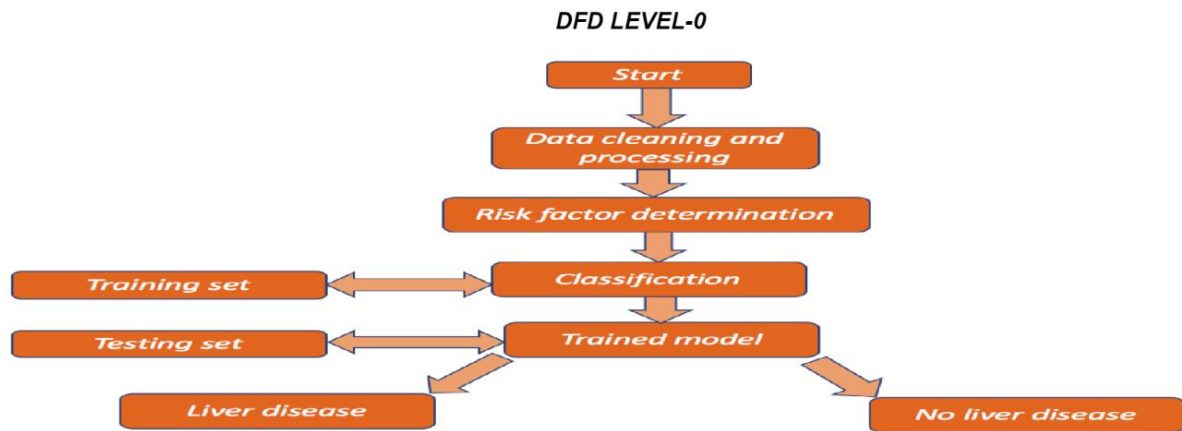 DFD LEVEL-0
Start
Data cleaning and
processing
Risk factor determination
Training set
Classification
Testing set
Trained model
Liver disease
No liver disease